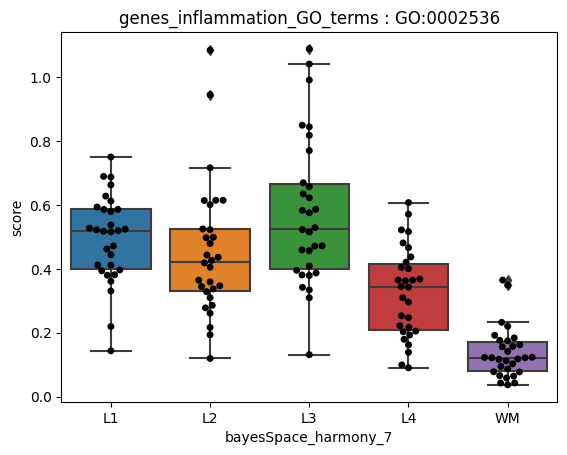 genes_inflammation_GO_terms : GO:0002536
1.0
0.8
0.6
0.4
0.2
0.0
score
L1 L2 L3 L4 WM
bayesSpace_harmony_7